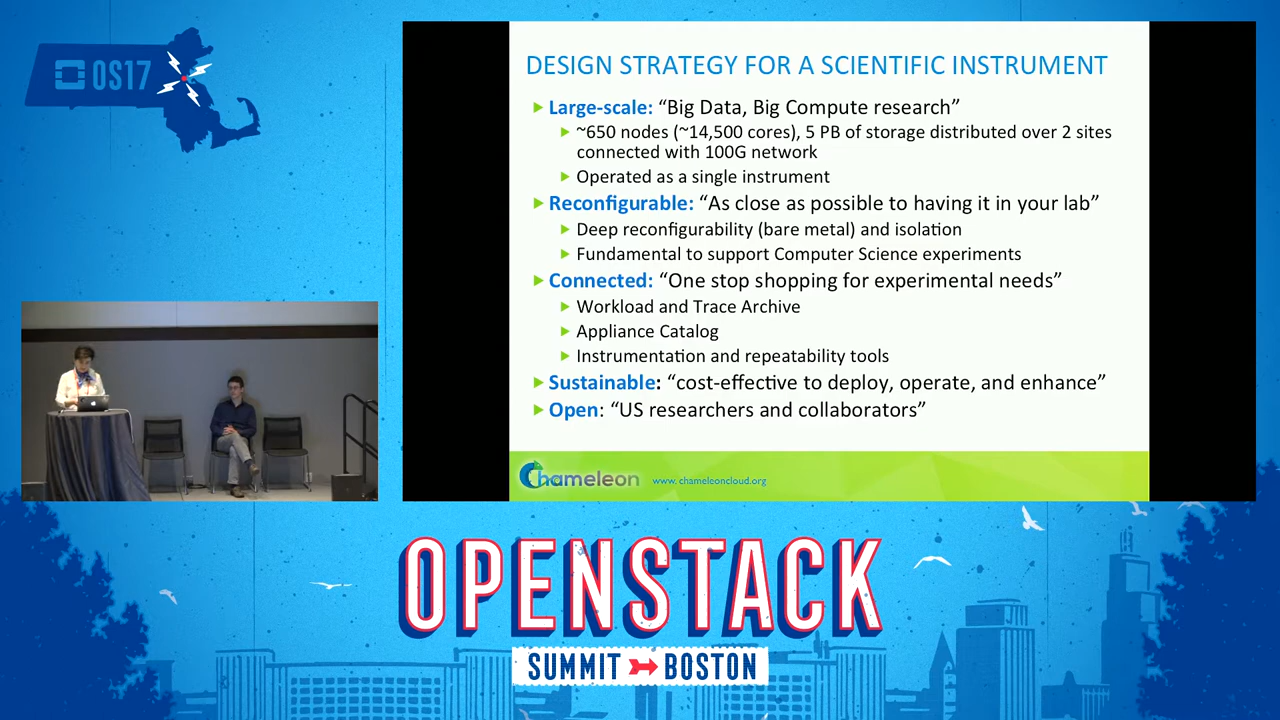 OS17
DESIGN STRATEGY FOR A SCIENTIFIC INSTRUMENT
Large-scale: “Big Data, Big Compute research”
~650 nodes (~14,500 cores), 5 PB of storage distributed over 2 sites
connected with 100G network
Operated as a single instrument
Reconfigurable: “As close as possible to having it in your lab”
Deep reconfigurability (bare metal) and isolation
Fundamental to support Computer Science experiments
Connected: “One stop shopping for experimental needs”
Workload and Trace Archive
Appliance Catalog
Instrumentation and repeatability tools
Sustainable: “cost-effective to deploy, operate, and enhance”
Open: “US researchers and collaborators”
Chameleon www.chameleoncloud.org
OPENSTACK
SUMMIT BOSTON